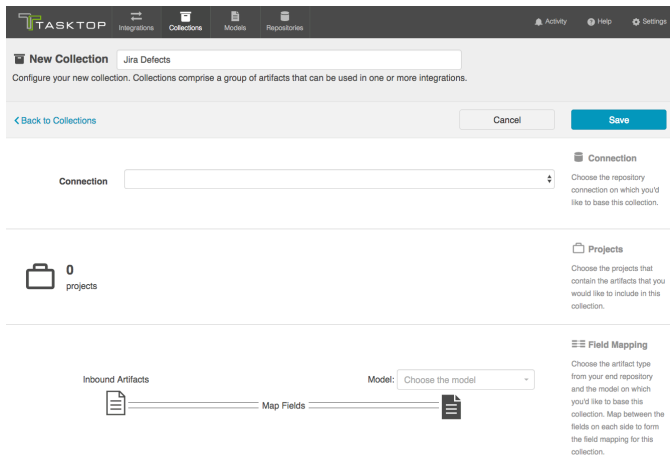 TASKTOP
Integrations
Collections
Models
Repositories
Activity
Help
Settings
New Collection
Jira Defects
Configure your new collection. Collections comprise a group of artifacts that can be used in one or more integrations.
Back to Collections
Cancel
Save
Connection
Connection
Choose the repository
connection on which you'd
like to base this collection.
0
projects
Projects
Choose the projects that
contain the artifacts that you
would like to include in this
collection.
Inbound Artifacts
Model:
Choose the model
Map Fields
Field Mapping
Choose the artifact type
from your end repository
and the model on which
you'd like to base this
collection. Map between the
fields on each side to form
the field mapping for this
collection.